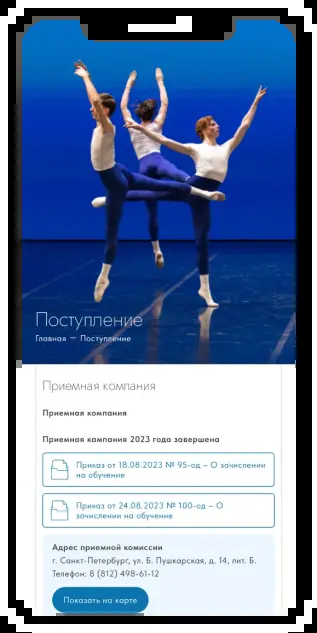 Поступление
Главная — Поступление
Приемная компания
Приемная компания
Приемная кампания 2023 года завершена
Приказ от 18.08.2023 № 95-од – О зачислении
на обучение
Приказ от 24.08.2023 № 100-од – О
зачислении на обучение
Адрес приемной комиссии
г. Санкт-Петербург, ул. Б. Пушкарская, д. 14, лит. Б.
Телефон: 8 (812) 498-61-12
Показать на карте